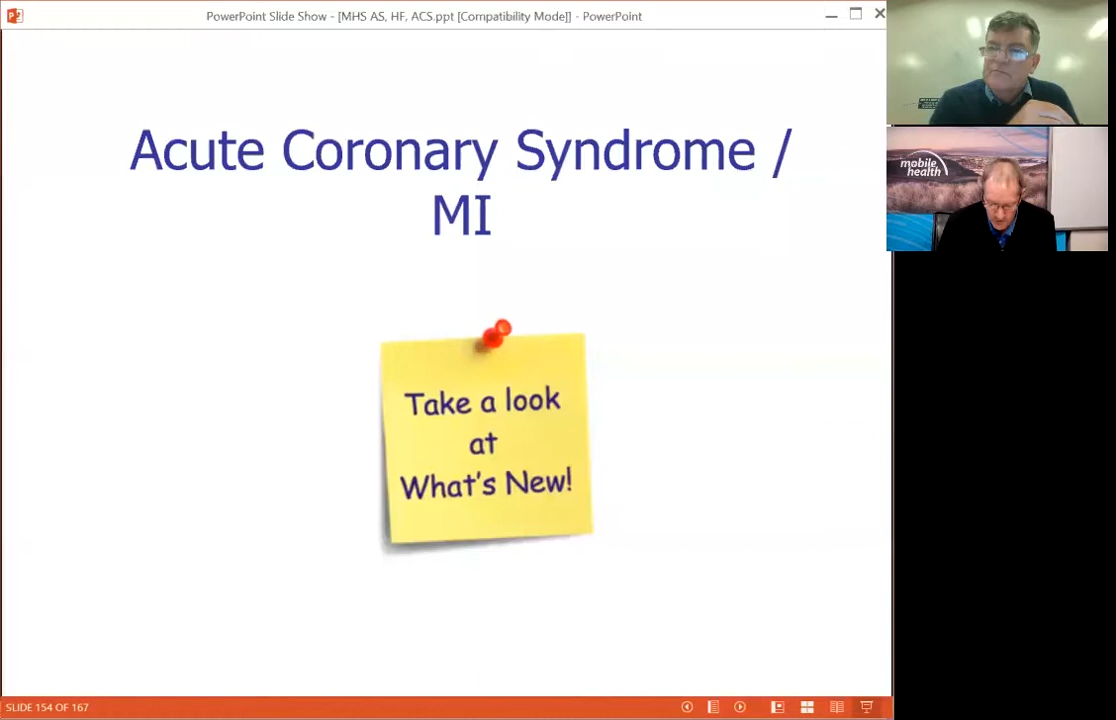 PowerPoint Slide Show - [MHS AS, HF, ACS.ppt [Compatibility Mode]] - PowerPoint
Acute Coronary Syndrome /
MI
Take a look
at
What's New!
SLIDE 154 OF 167
mobile
health